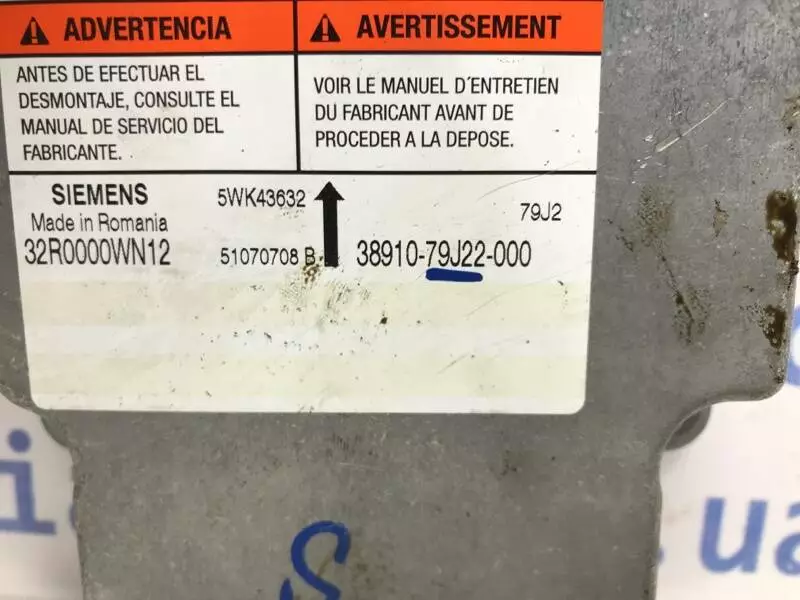 ADVERTENCIA
ANTES DE EFECTUAR EL
DESMONTAJE, CONSULTE EL
MANUAL DE SERVICIO DEL
FABRICANTE.
AVERTISSEMENT
VOIR LE MANUEL D´ENTRETIEN
DU FABRICANT AVANT DE
PROCEDER A LA DEPOSE.
SIEMENS 5WK43632 79J2
Made in Romania
32R0000WN12 51070708 B 38910-79J22-000
S
ua